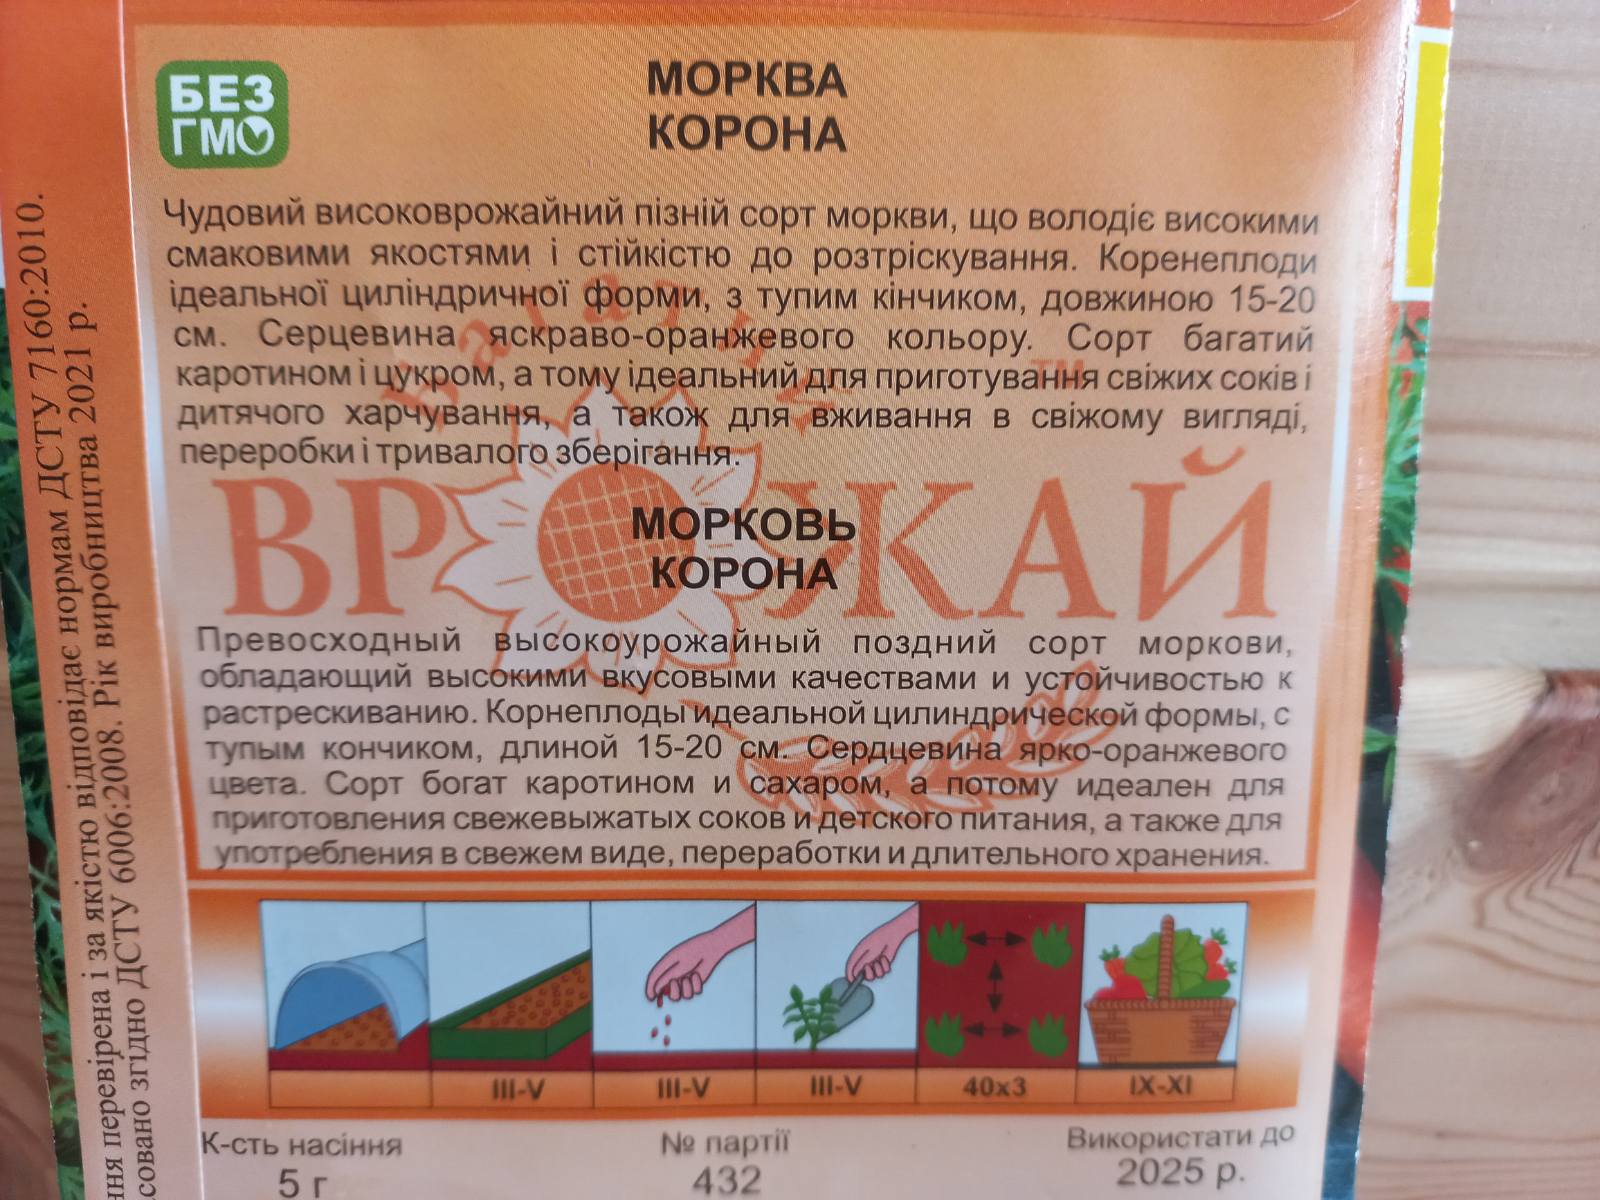 БЕЗ
ГМО
МОРКВА
КОРОНА
Чудовий високоврожайний пізній сорт моркви, що володіє високими
смаковими якостями і стійкістю до розтріскування. Коренеплоди
ідеальної циліндричної форми, з тупим кінчиком, довжиною 15-20
см. Серцевина яскраво-оранжевого кольору. Сорт багатий
каротином і цукром, а тому ідеальний для приготування свіжих соків і
дитячого харчування, а також для вживання в свіжому вигляді,
переробки і тривалого зберігання.
Багатий
ТМ
ВРОЖАЙ
МОРКОВЬ
КОРОНА
Превосходный высокоурожайный поздний сорт моркови,
обладающий высокими вкусовыми качествами и устойчивостью к
растрескиванию. Корнеплоды идеальной цилиндрической формы, с
тупым кончиком, длиной 15-20 см. Сердцевина ярко-оранжевого
цвета. Сорт богат каротином и сахаром, а потому идеален для
приготовления свежевыжатых соков и детского питания, а также для
употребления в свежем виде, переработки и длительного хранения.
III-V
III-V
III-V
40х3
IX-XI
К-сть насіння
№ партії
Використати до
5 г
432
2025 р.
перевірена і за якістю відповідає нормам ДСТУ 7160:2010.
згідно ДСТУ 6006:2008. Рік виробництва 2021 р.